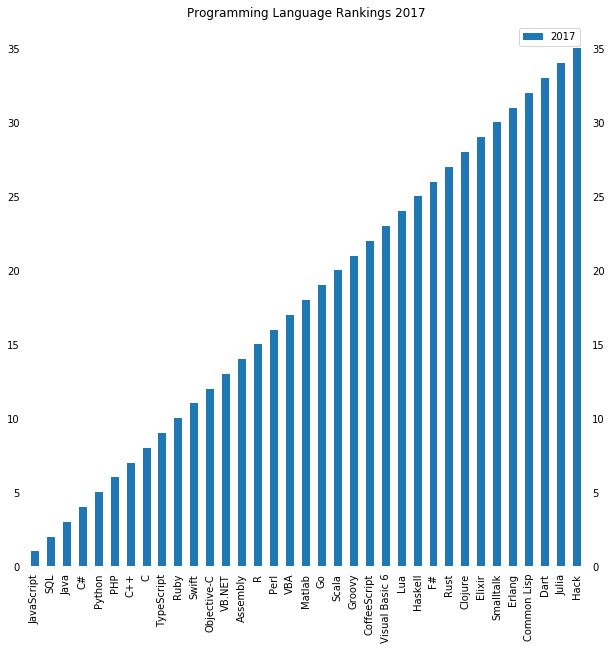 Programming Language Rankings 2017
2017
35
30
25
20
15
10
5
0
35
30
25
20
15
10
5
0
JavaScript
SQL
Java
C#
Python
PHP
C++
C
TypeScript
Ruby
Swift
Objective-C
VB.NET
Assembly
R
Perl
VBA
Matlab
Go
Scala
Groovy
CoffeeScript
Visual Basic 6
Lua
Haskell
F#
Rust
Clojure
Elixir
Smalltalk
Erlang
Common Lisp
Dart
Julia
Hack